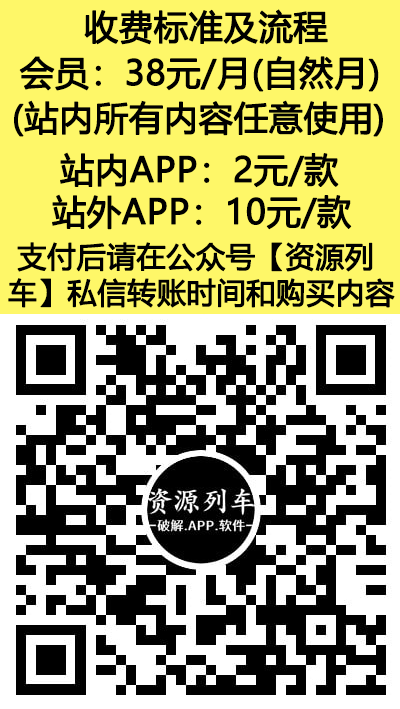 收费标准及流程
会员：38元/月(自然月)
(站内所有内容任意使用)
站内APP：2元/款
站外APP：10元/款
支付后请在公众号【资源列
车】私信转账时间和购买内容
资源列车
破解.APP.软件